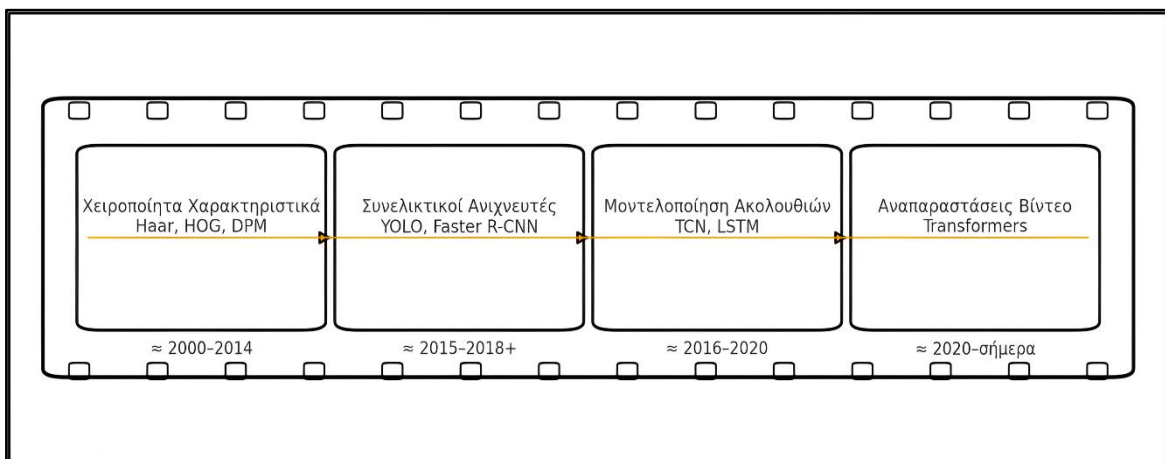 Χειροποίητα Χαρακτηριστικά
Haar, HOG, DPM
≈ 2000–2014
Συνελικτικοί Ανιχνευτές
YOLO, Faster R-CNN
≈ 2015–2018+
Μοντελοποίηση Ακολουθιών
TCN, LSTM
≈ 2016–2020
Αναπαραστάσεις Βίντεο
Transformers
≈ 2020–σήμερα